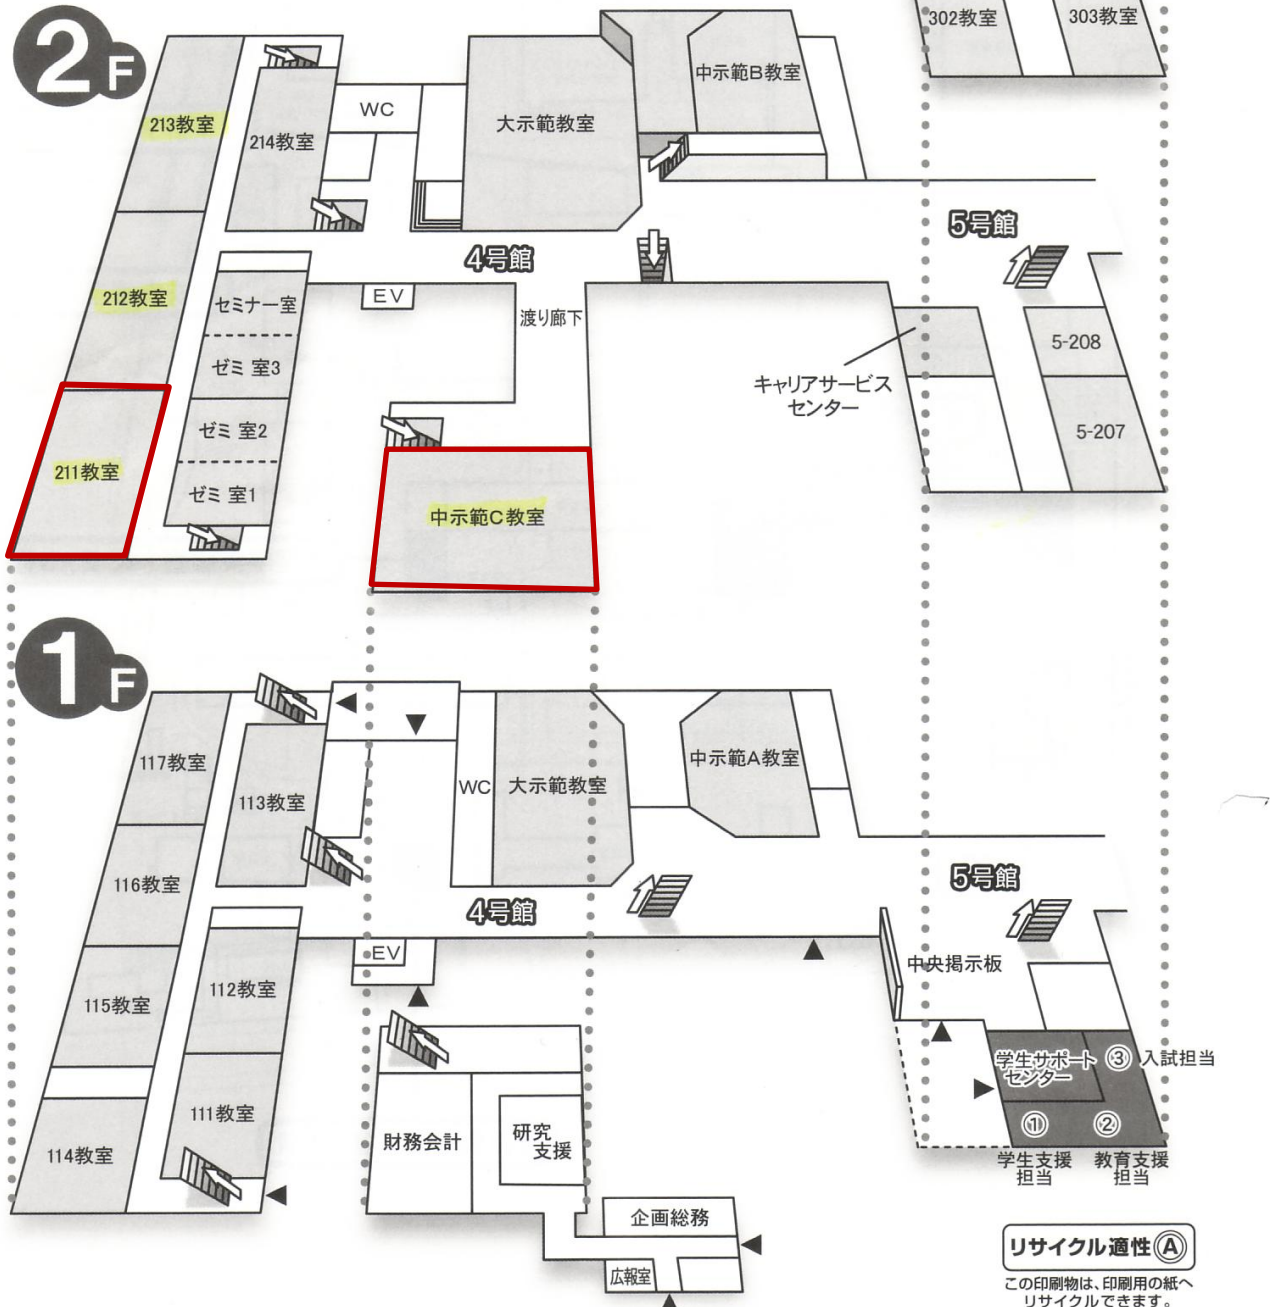 2F
302教室
303教室
213教室
214教室
WC
大示範教室
中示範B教室
212教室
セミナー室
ゼミ 室3
ゼミ 室2
ゼミ 室1
211教室
4号館
EV
渡り廊下
中示範C教室
5号館
キャリアサービス
センター
5-208
5-207
1F
117教室
113教室
116教室
115教室
112教室
111教室
114教室
WC
大示範教室
中示範A教室
4号館
EV
5号館
中央掲示板
学生サポート
センター
③ 入試担当
①
②
学生支援
担当
教育支援
担当
財務会計
研究
支援
企画総務
広報室
リサイクル適性Ⓐ
この印刷物は、印刷用の紙へ
リサイクルできます。